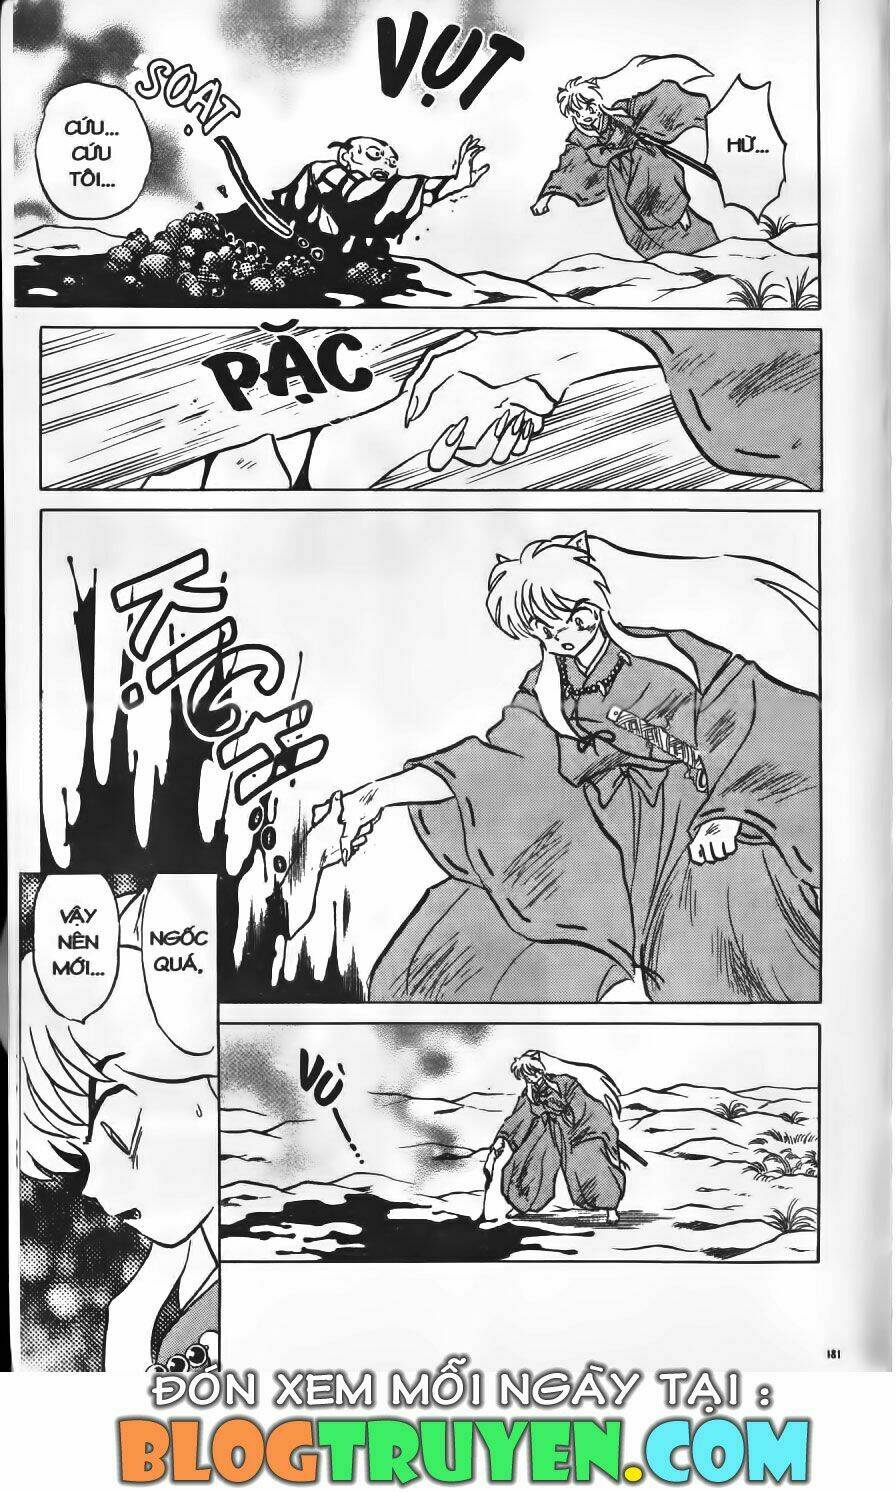 VỤT
HỪ...
SOẠT
CỨU...
CỨU
TÔI...
PẶC
KỊCH
NGỐC
QUÁ,
VẬY
NÊN
MỚI...
VÙ
181
ĐÓN XEM MỖI NGÀY TẠI :
BLOGTRUYEN.COM